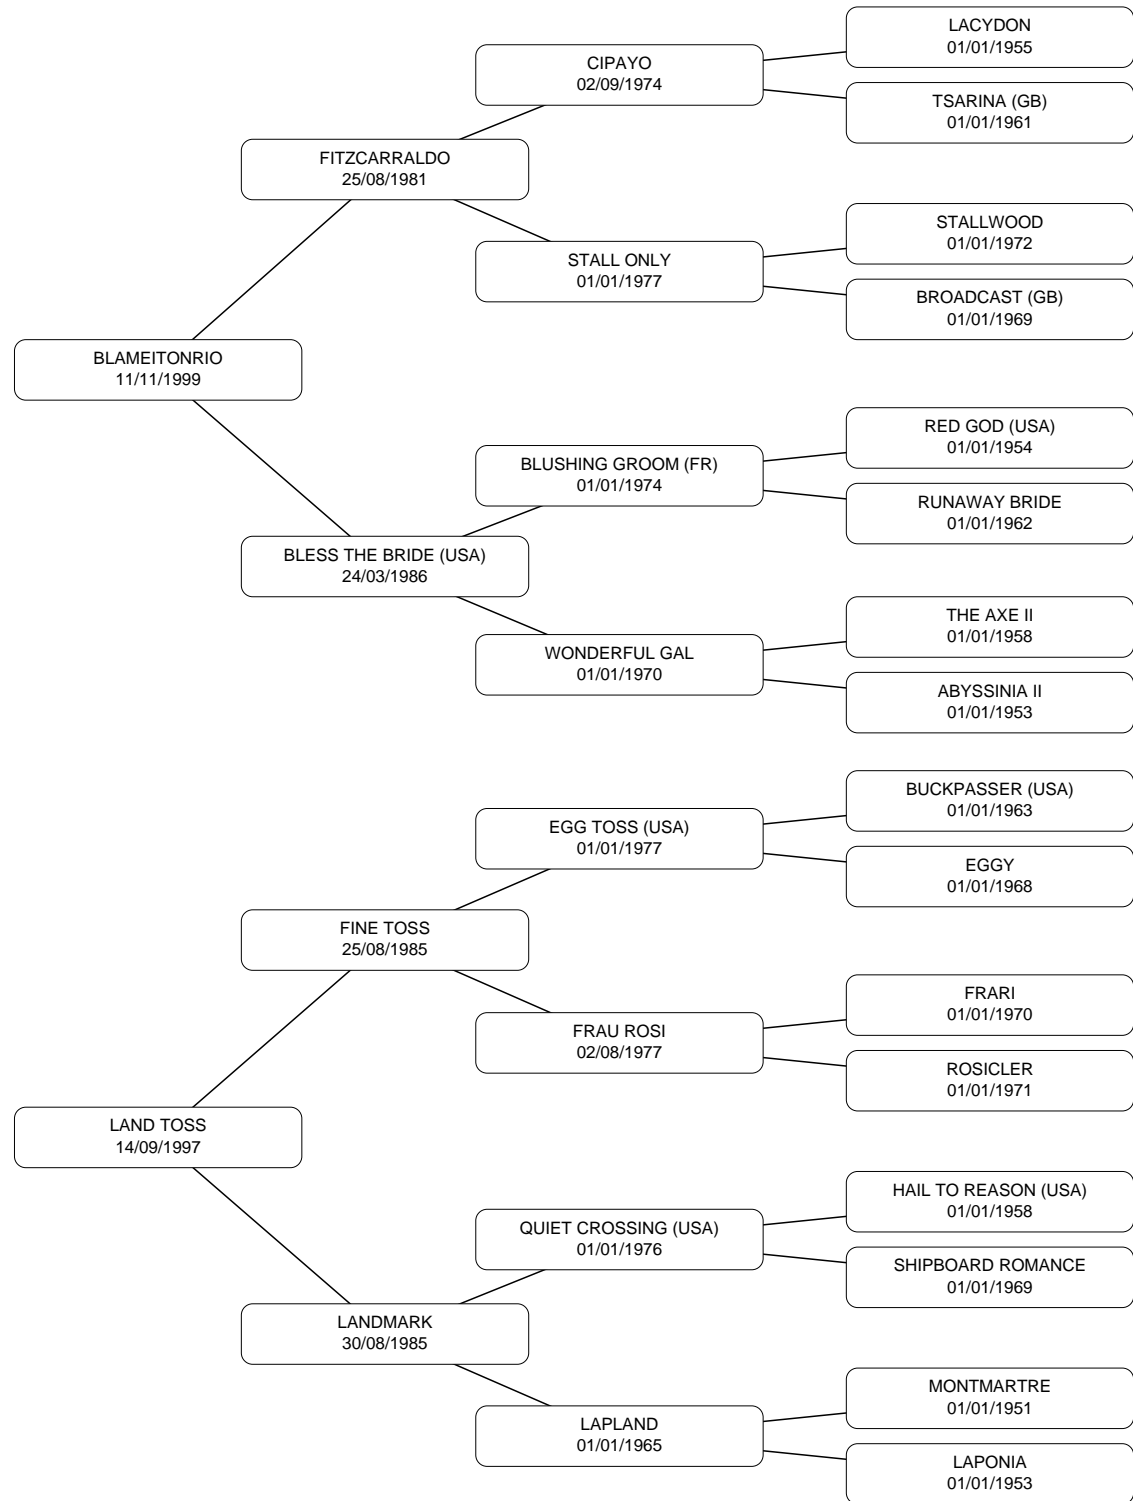 LACYDON
01/01/1955
CIPAYO
02/09/1974
TSARINA (GB)
01/01/1961
FITZCARRALDO
25/08/1981
STALLWOOD
01/01/1972
STALL ONLY
01/01/1977
BROADCAST (GB)
01/01/1969
BLAMEITONRIO
11/11/1999
RED GOD (USA)
01/01/1954
BLUSHING GROOM (FR)
01/01/1974
RUNAWAY BRIDE
01/01/1962
BLESS THE BRIDE (USA)
24/03/1986
THE AXE II
01/01/1958
WONDERFUL GAL
01/01/1970
ABYSSINIA II
01/01/1953
BUCKPASSER (USA)
01/01/1963
EGG TOSS (USA)
01/01/1977
EGGY
01/01/1968
FINE TOSS
25/08/1985
FRARI
01/01/1970
FRAU ROSI
02/08/1977
ROSICLER
01/01/1971
LAND TOSS
14/09/1997
HAIL TO REASON (USA)
01/01/1958
QUIET CROSSING (USA)
01/01/1976
SHIPBOARD ROMANCE
01/01/1969
LANDMARK
30/08/1985
MONTMARTRE
01/01/1951
LAPLAND
01/01/1965
LAPONIA
01/01/1953